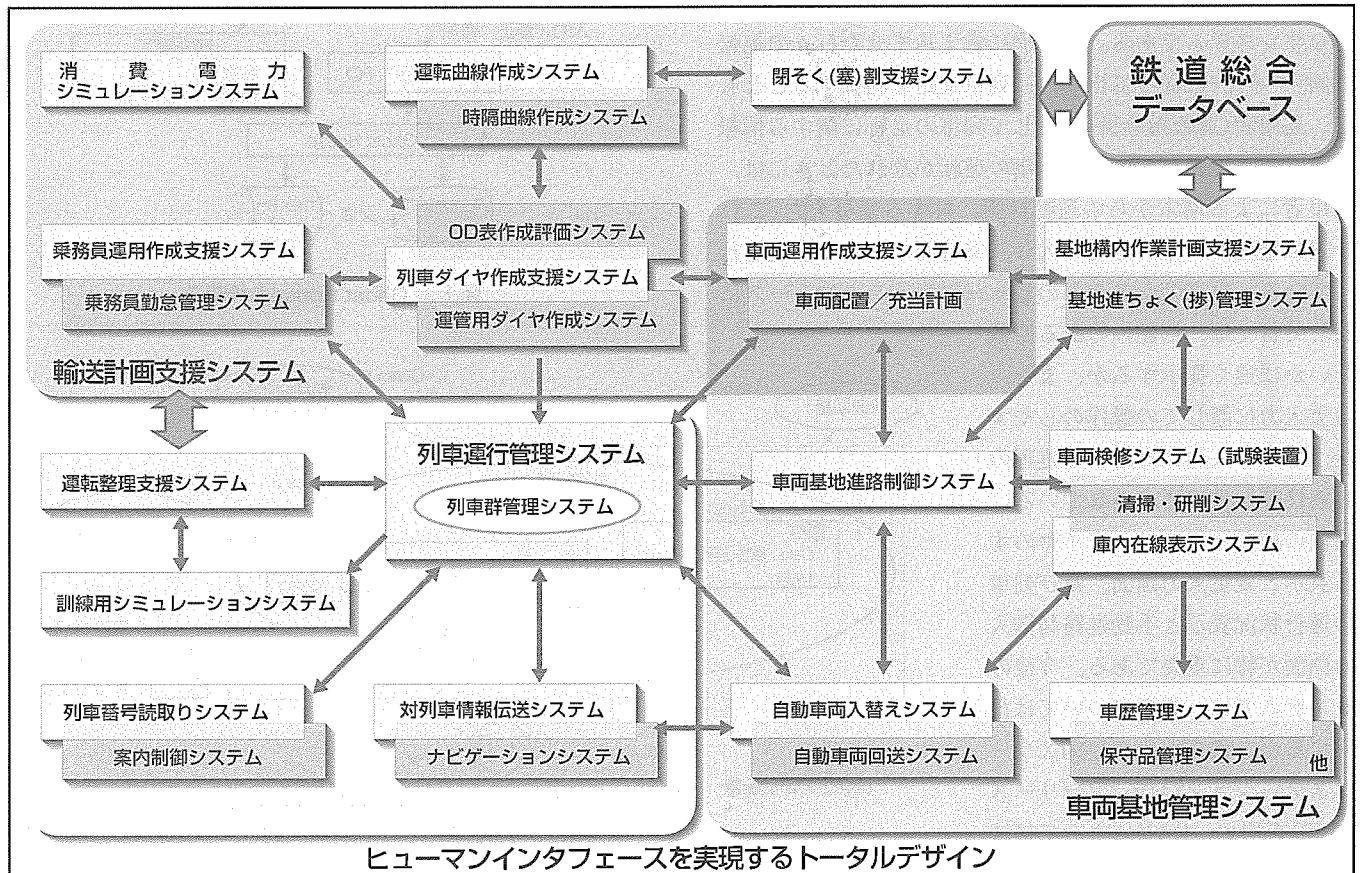 消費電力
シミュレーションシステム
運転曲線作成システム
時隔曲線作成システム
閉そく(塞)割支援システム
鉄道総合
データベース
乗務員運用作成支援システム
乗務員勤怠管理システム
OD表作成評価システム
列車ダイヤ作成支援システム
運管用ダイヤ作成システム
車両運用作成支援システム
車両配置／充当計画
基地構内作業計画支援システム
基地進ちょく(捗)管理システム
輸送計画支援システム
運転整理支援システム
列車運行管理システム
列車群管理システム
車両基地進路制御システム
車両検修システム（試験装置）
清掃・研削システム
庫内在線表示システム
訓練用シミュレーションシステム
列車番号読取りシステム
案内制御システム
対列車情報伝送システム
ナビゲーションシステム
自動車両入替えシステム
自動車両回送システム
車歴管理システム
保守品管理システム
他
車両基地管理システム
ヒューマンインタフェースを実現するトータルデザイン